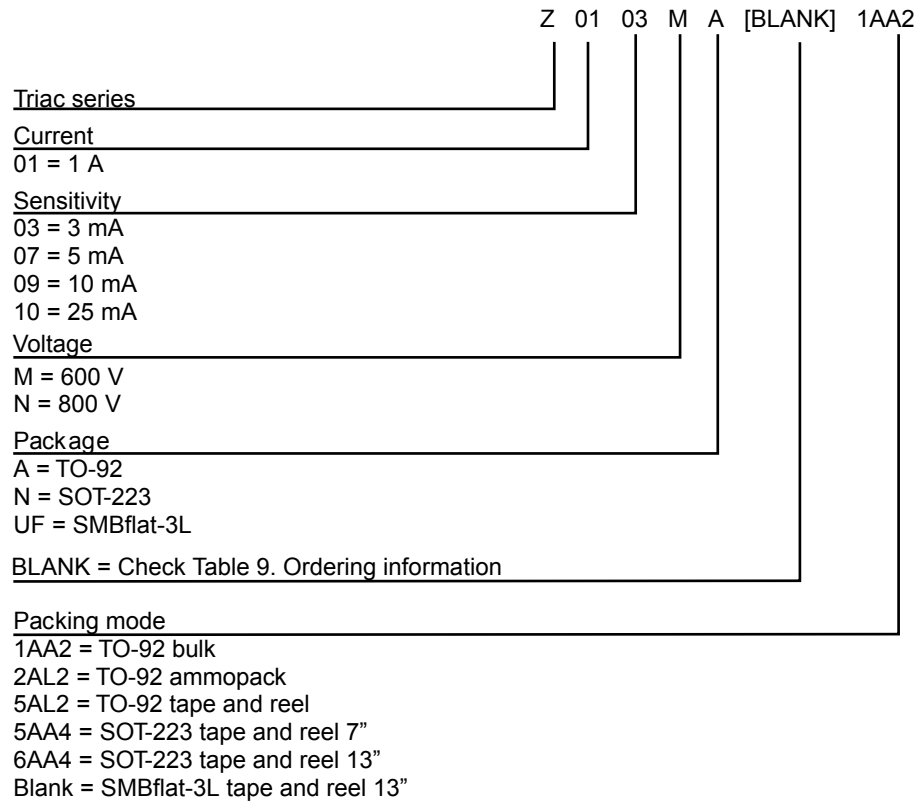 Z 01 03 M A [BLANK] 1AA2
Triac series
Current
01 = 1 A
Sensitivity
03 = 3 mA
07 = 5 mA
09 = 10 mA
10 = 25 mA
Voltage
M = 600 V
N = 800 V
Package
A = TO-92
N = SOT-223
UF = SMBflat-3L
BLANK = Check Table 9. Ordering information
Packing mode
1AA2 = TO-92 bulk
2AL2 = TO-92 ammopack
5AL2 = TO-92 tape and reel
5AA4 = SOT-223 tape and reel 7”
6AA4 = SOT-223 tape and reel 13”
Blank = SMBflat-3L tape and reel 13”